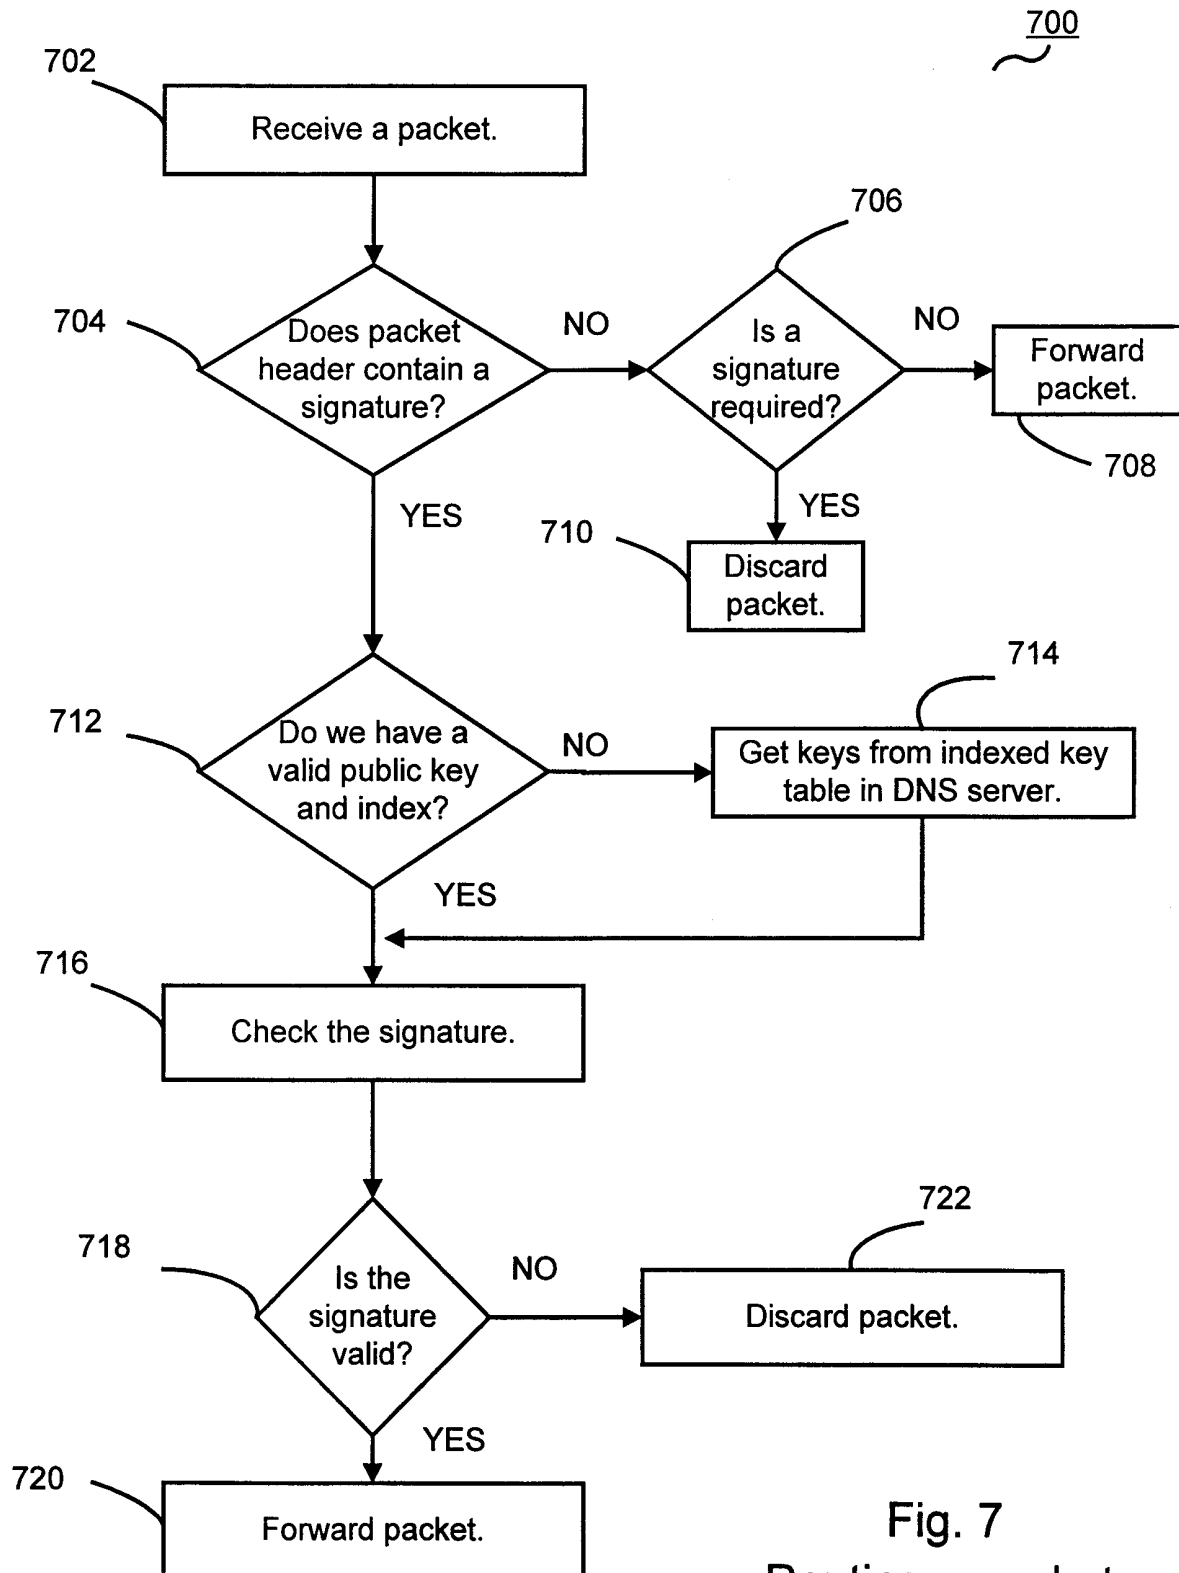 700
702
Receive a packet.
706
704
Does packet
header contain a
signature?
NO
Is a
signature
required?
NO
Forward
packet.
708
YES
YES
710
Discard
packet.
714
712
Do we have a
valid public key
and index?
NO
Get keys from indexed key
table in DNS server.
YES
716
Check the signature.
722
718
Is the
signature
valid?
NO
Discard packet.
YES
720
Forward packet.
Fig. 7